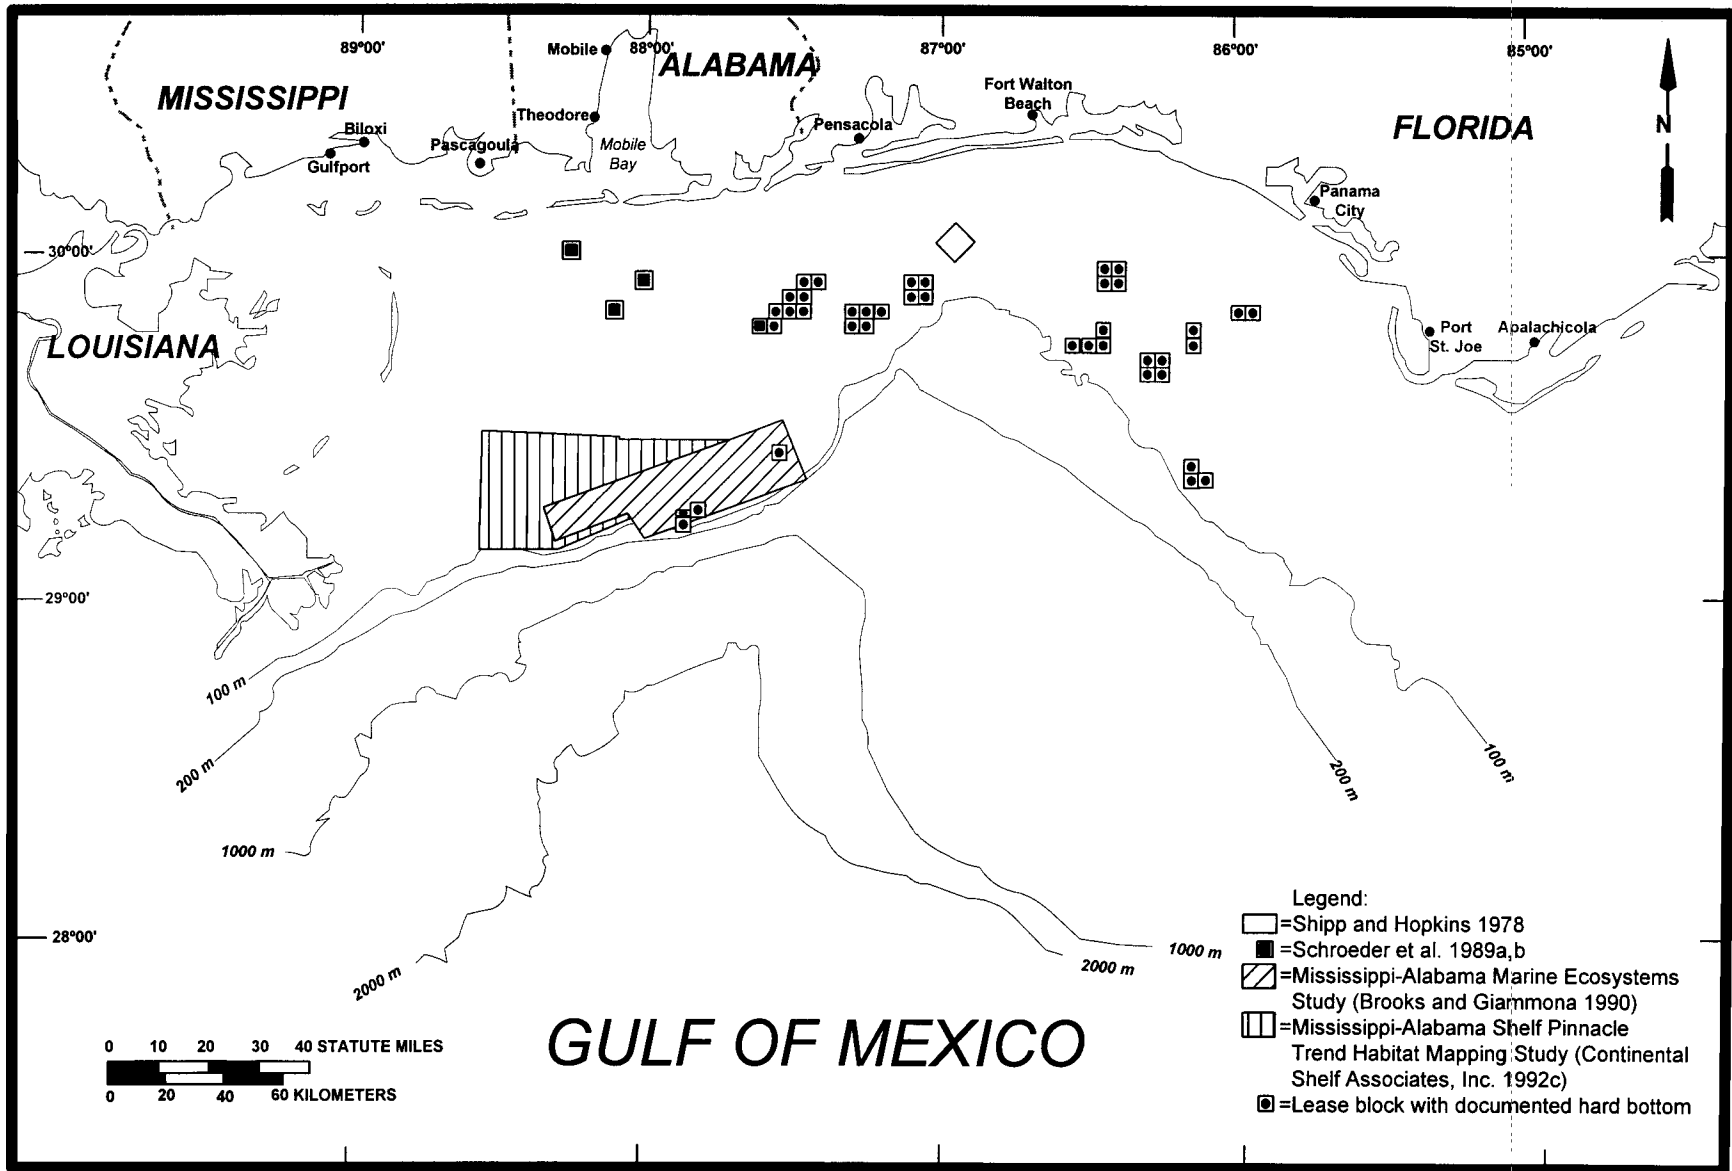 89°00'
88°00'
87°00'
86°00'
85°00'
Mobile
ALABAMA
MISSISSIPPI
Fort Walton
Beach
Theodore
Pensacola
FLORIDA
N
Biloxi
Pascagoula
Mobile
Bay
Gulfport
Panama
City
30°00'
LOUISIANA
Port
St. Joe
Apalachicola
29°00'
100 m
200 m
1000 m
2000 m
28°00'
100 m
200 m
1000 m
2000 m
GULF OF MEXICO
0 10 20 30 40 STATUTE MILES
0 20 40 60 KILOMETERS
Legend:
=Shipp and Hopkins 1978
=Schroeder et al. 1989a,b
=Mississippi-Alabama Marine Ecosystems
Study (Brooks and Giammona 1990)
=Mississippi-Alabama Shelf Pinnacle
Trend Habitat Mapping Study (Continental
Shelf Associates, Inc. 1992c)
=Lease block with documented hard bottom